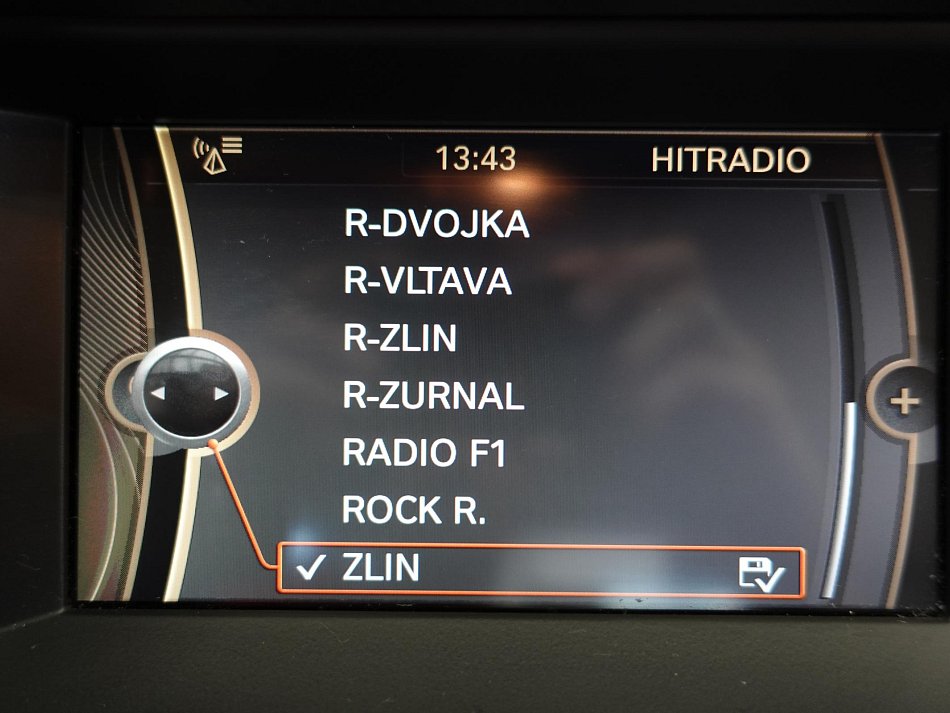 13:43 HITRADIO
R-DVOJKA
R-VLTAVA
R-ZLIN
R-ZURNAL
RADIO F1
ROCK R.
ZLIN